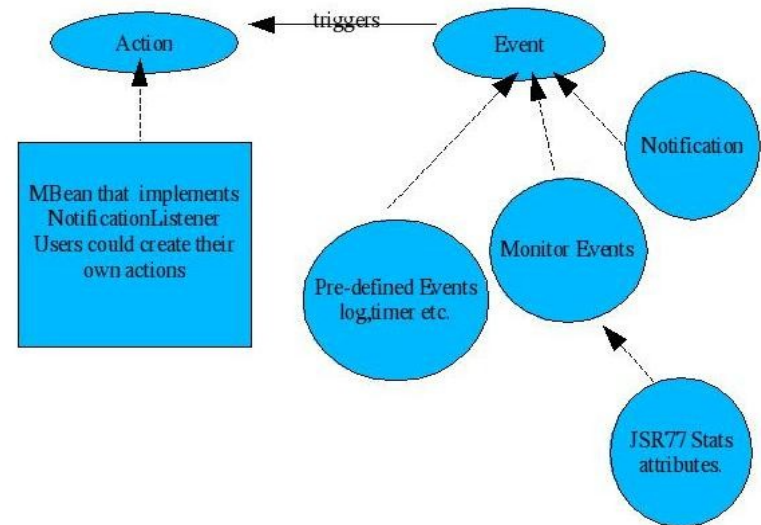 Action
triggers
Event
Notification
MBean that implements
NotificationListener
Users could create their
own actions
Monitor Events
Pre-defined Events
log,timer etc.
JSR77 Stats
attributes.